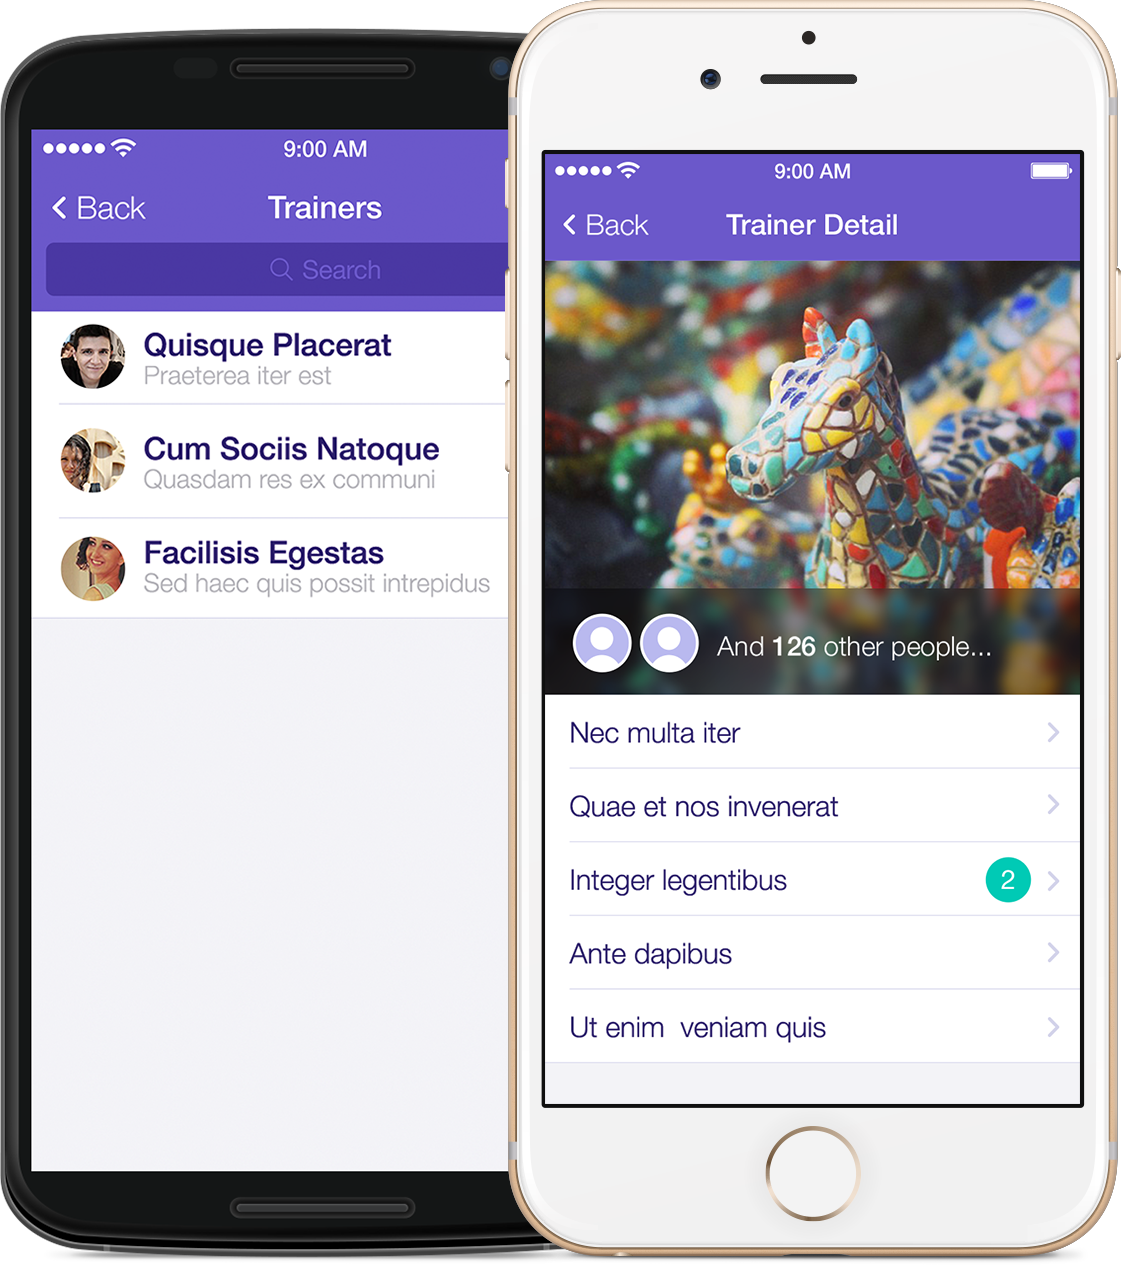 9:00 AM
Back
Trainers
Search
Quisque Placerat
Praeterea iter est
Cum Sociis Natoque
Quasdam res ex communi
Facilisis Egestas
Sed haec quis possit intrepidus
9:00 AM
Back
Trainer Detail
And 126 other people...
Nec multa iter
Quae et nos invenerat
Integer legentibus
2
Ante dapibus
Ut enim  veniam quis